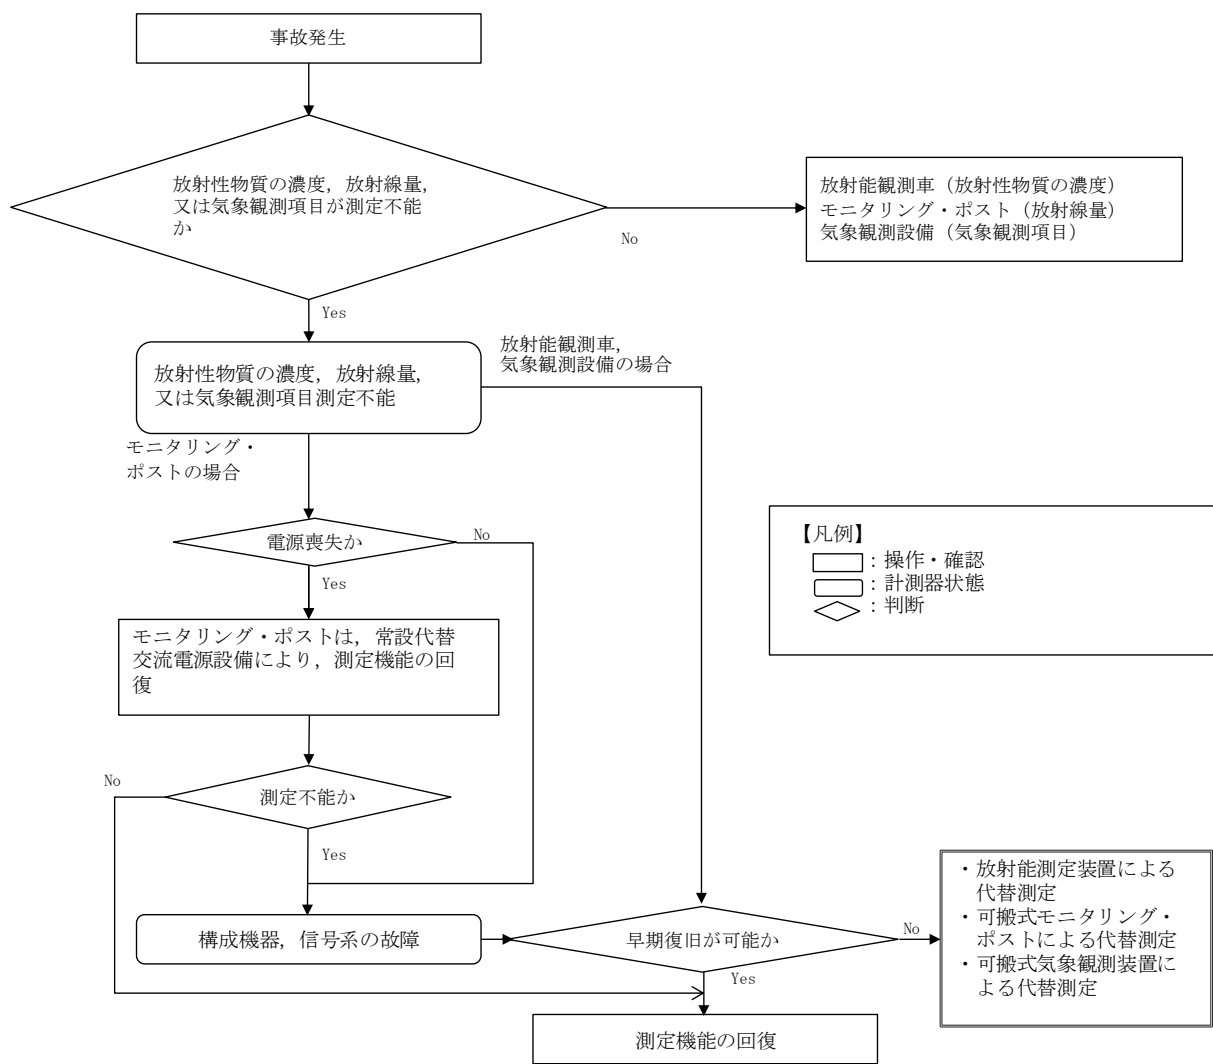 事故発生
放射性物質の濃度，放射線量，
又は気象観測項目が測定不能
か
No
放射能観測車（放射性物質の濃度）
モニタリング・ポスト（放射線量）
気象観測設備（気象観測項目）
Yes
放射性物質の濃度，放射線量，
又は気象観測項目測定不能
放射能観測車，
気象観測設備の場合
モニタリング・
ポストの場合
電源喪失か
No
Yes
【凡例】
：操作・確認
：計測器状態
：判断
モニタリング・ポストは，常設代替
交流電源設備により，測定機能の回
復
測定不能か
No
Yes
構成機器，信号系の故障
早期復旧が可能か
No
Yes
・放射能測定装置による
代替測定
・可搬式モニタリング・
ポストによる代替測定
・可搬式気象観測装置に
よる代替測定
測定機能の回復